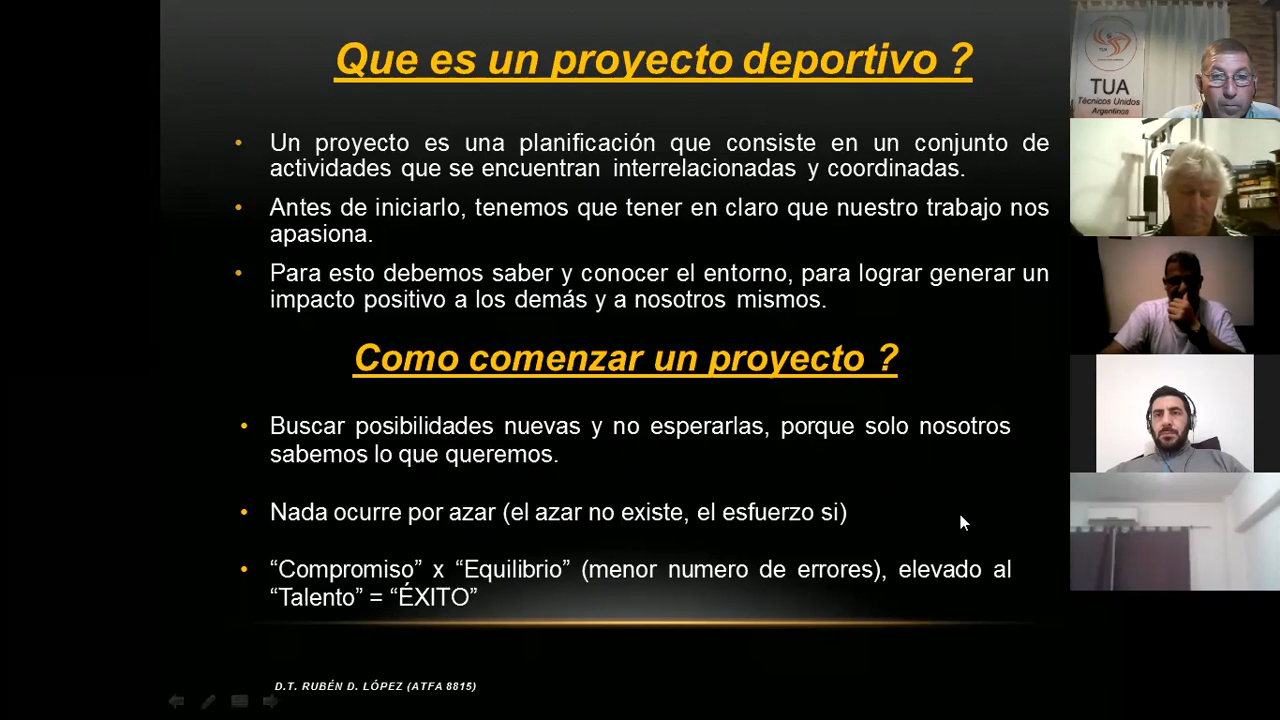 Que es un proyecto deportivo ?
Un proyecto es una planificación que consiste en un conjunto de
actividades que se encuentran interrelacionadas y coordinadas.
Antes de iniciarlo, tenemos que tener en claro que nuestro trabajo nos
apasiona.
Para esto debemos saber y conocer el entorno, para lograr generar un
impacto positivo a los demás y a nosotros mismos.
Como comenzar un proyecto ?
Buscar posibilidades nuevas y no esperarlas, porque solo nosotros
sabemos lo que queremos.
Nada ocurre por azar (el azar no existe, el esfuerzo si)
“Compromiso” x “Equilibrio” (menor numero de errores), elevado al
“Talento” = “ÉXITO”
D.T. RUBÉN D. LÓPEZ (ATFA 8815)
TUA
TUA
Técnicos Unidos
Argentinos